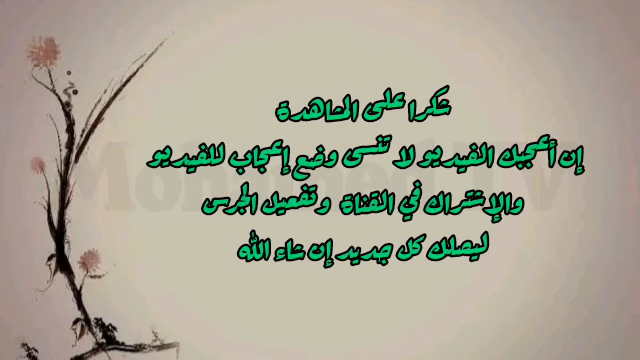 شكرا على المشاهدة
إن أعجبك الفيديو لا تنسى وضع إعجاب للفيديو
والإشتراك في القناة وتفعيل الجرس
ليصلك كل جديد إن شاء الله